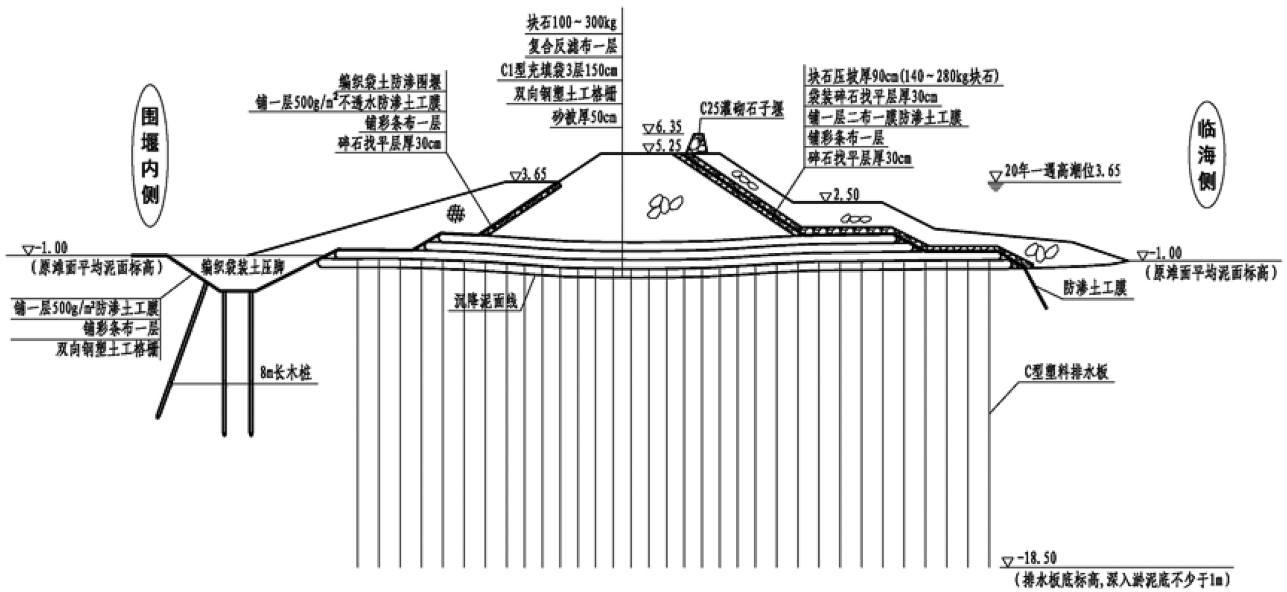 块石100~300kg
复合反滤布一层
C1型充填袋3层150cm
双向钢塑土工格栅
砂被厚50cm
编织袋土防渗围堰
铺一层500g/m²不透水防渗土工膜
铺彩条布一层
碎石找平层厚30cm
围堰内侧
6.35
5.25
C25灌砌石子堰
块石压坡厚90cm(140~280kg块石)
袋装碎石找平层厚30cm
铺一层二布一膜防渗土工膜
铺彩条布一层
碎石找平层厚30cm
临海侧
3.65
20年一遇高潮位3.65
2.50
-1.00
(原滩面平均泥面标高)
编织袋装土压脚
-1.00
(原滩面平均泥面标高)
沉降泥面线
防渗土工膜
铺一层500g/m²防渗土工膜
铺彩条布一层
双向钢塑土工格栅
8m长木桩
C型塑料排水板
-18.50
(排水板底标高,深入淤泥底不少于1m)